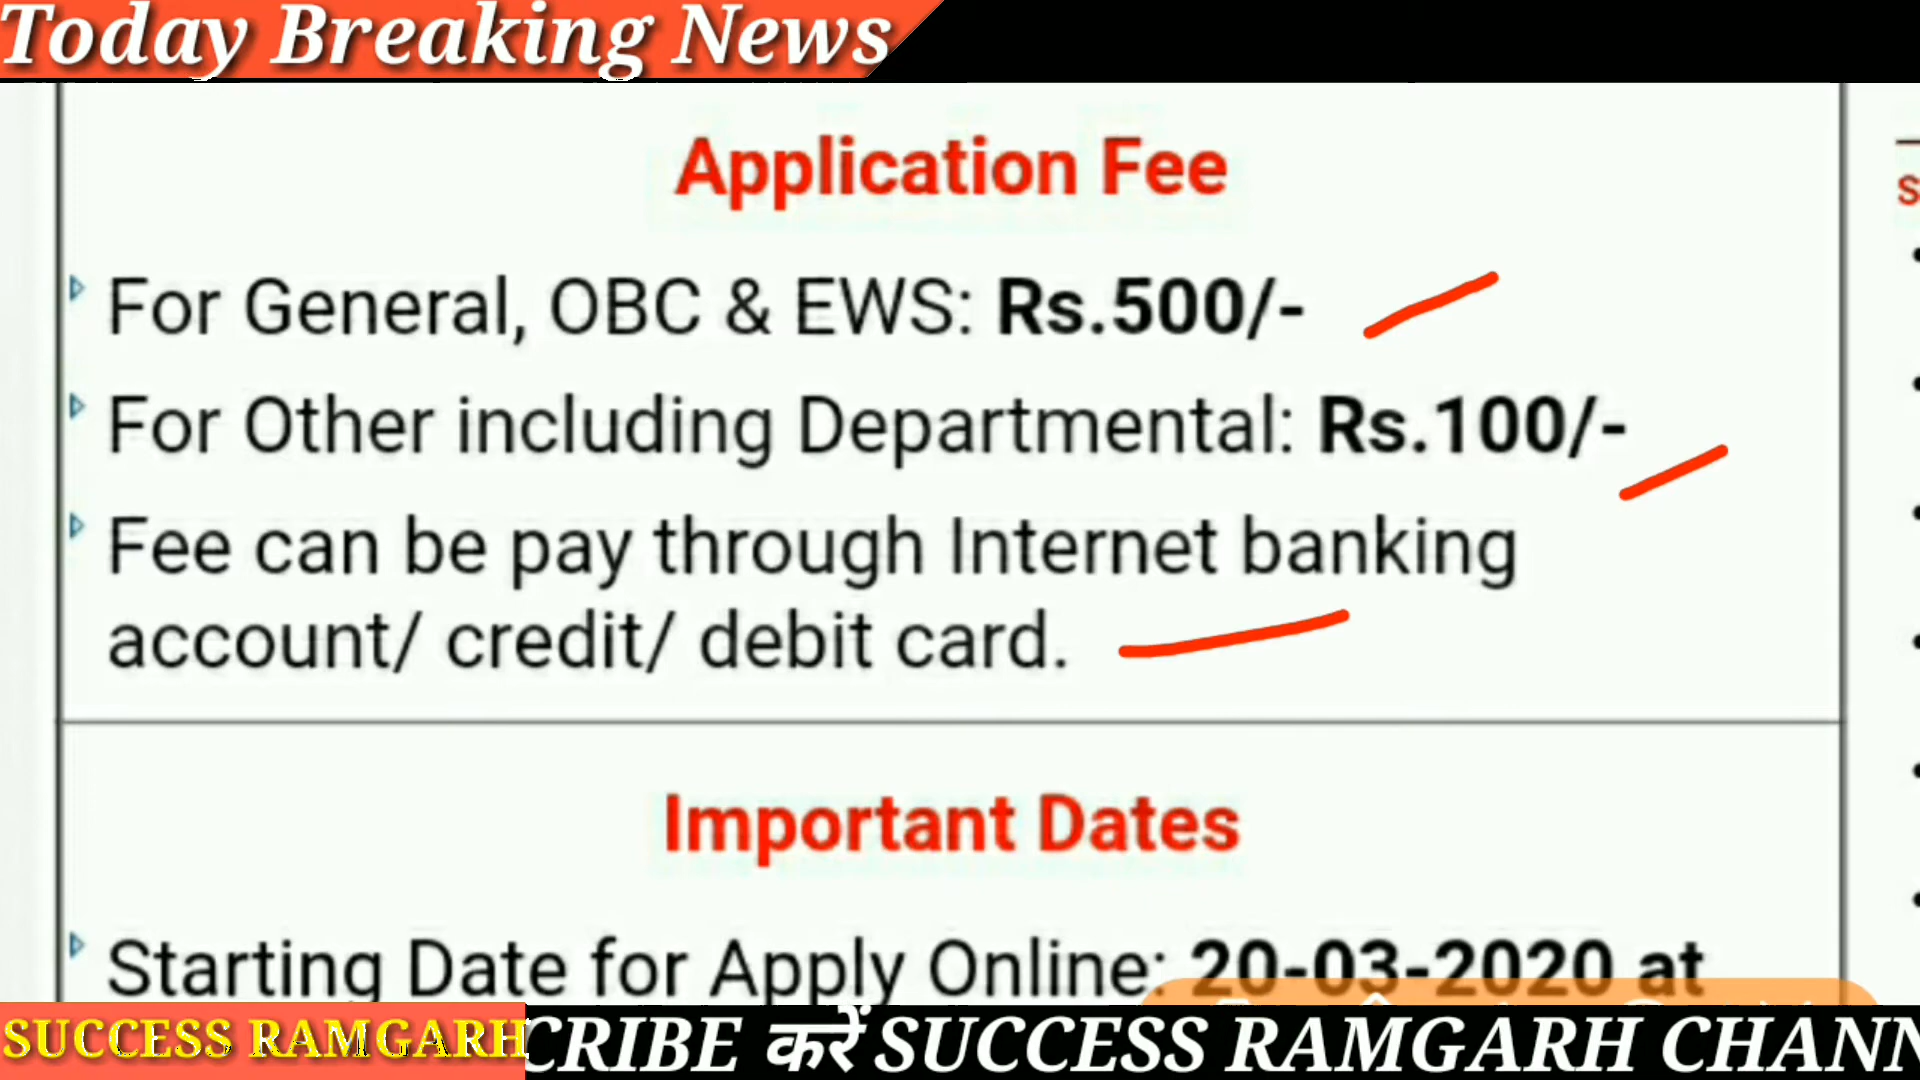 Today Breaking News
Application Fee
For General, OBC & EWS: Rs.500/-
For Other including Departmental: Rs.100/-
Fee can be pay through Internet banking
account/ credit/ debit card.
Important Dates
Starting Date for Apply Online: 20-03-2020 at
SUCCESS RAMGARH
CRIBE करें SUCCESS RAMGARH CHANN